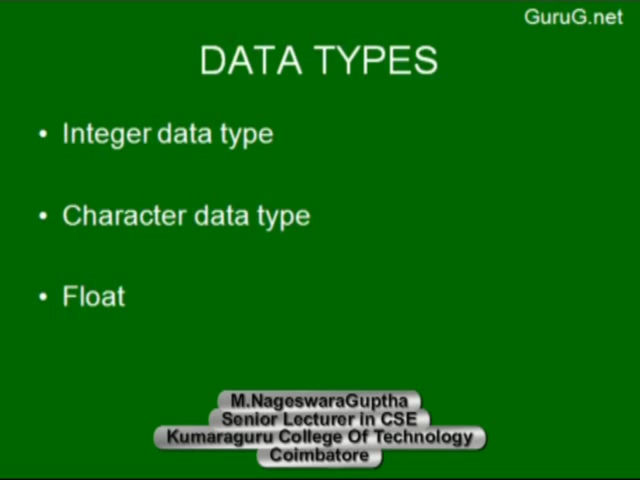 GuruG.net
DATA TYPES
• Integer data type
• Character data type
• Float
M.NageswaraGuptha
Senior Lecturer in CSE
Kumaraguru College Of Technology
Coimbatore